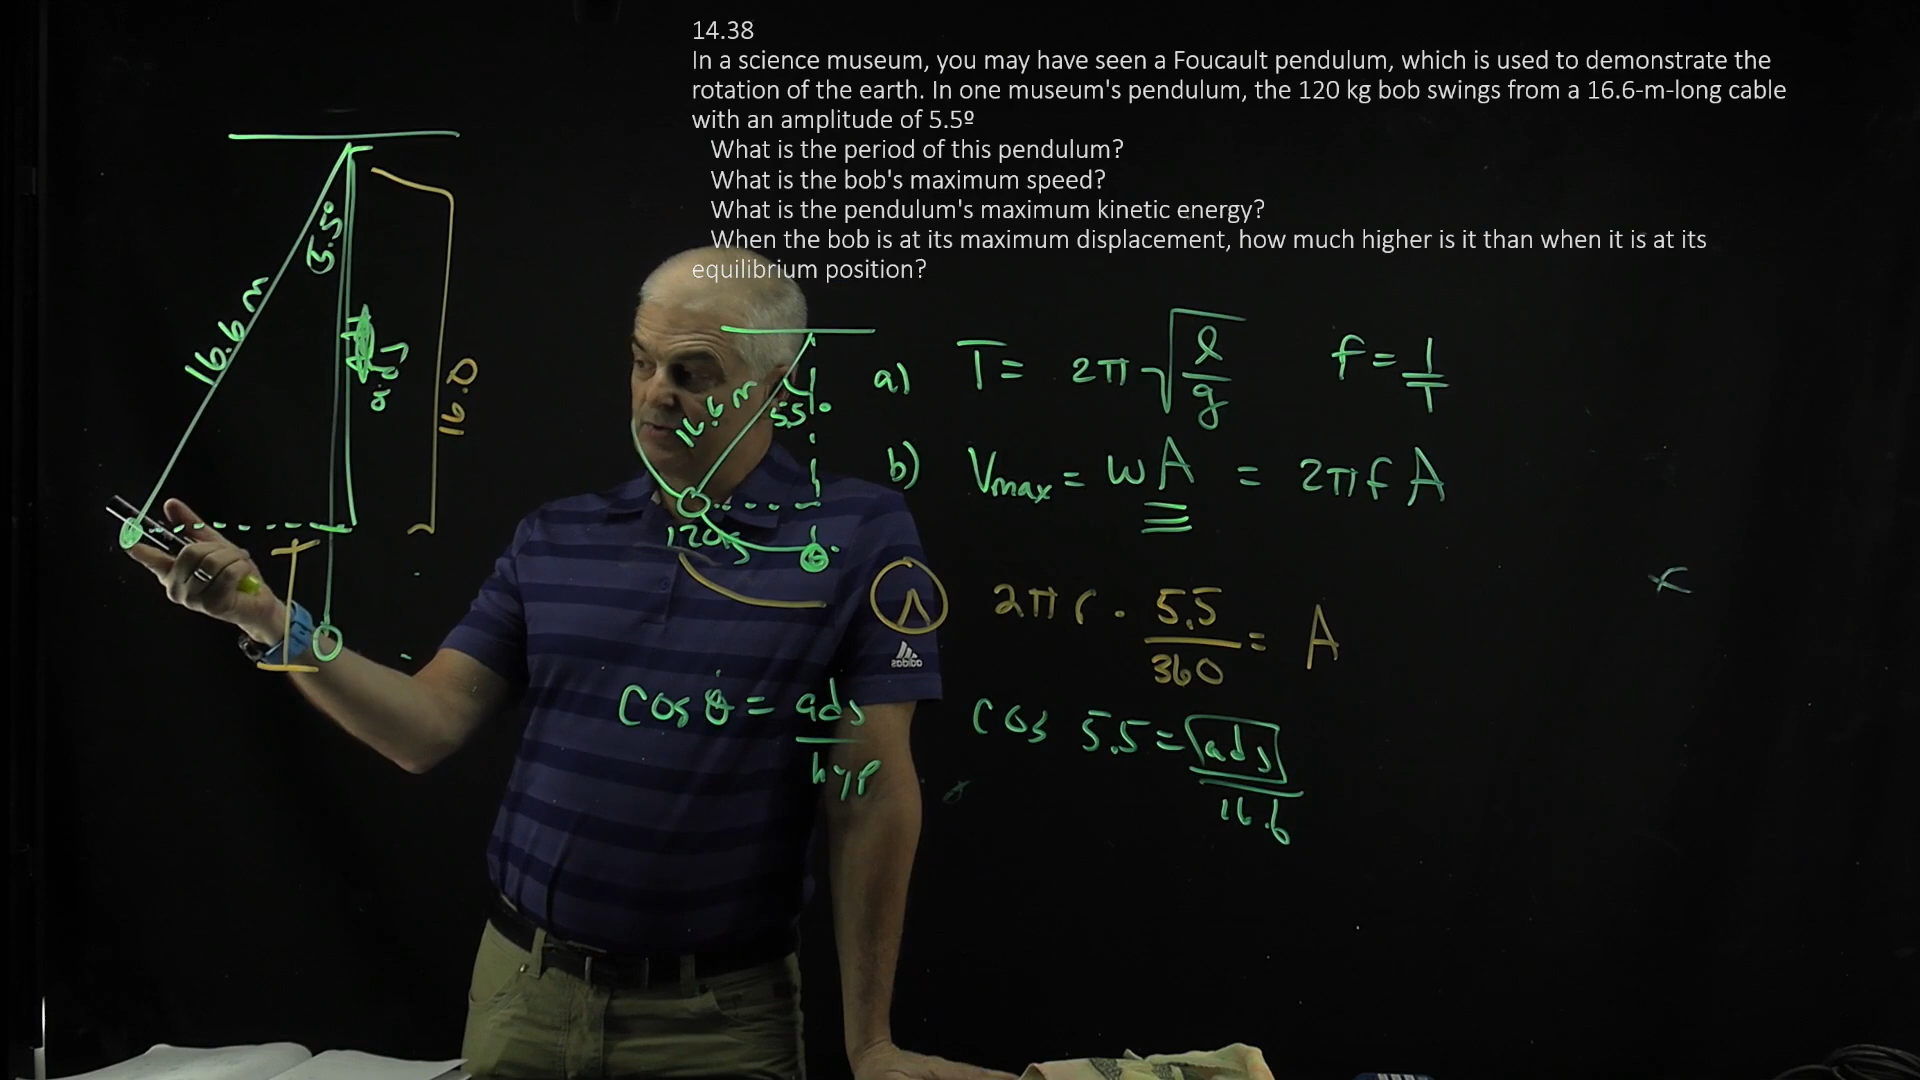 14.38
In a science museum, you may have seen a Foucault pendulum, which is used to demonstrate the
rotation of the earth. In one museum's pendulum, the 120 kg bob swings from a 16.6-m-long cable
with an amplitude of 5.5º
What is the period of this pendulum?
What is the bob's maximum speed?
What is the pendulum's maximum kinetic energy?
When the bob is at its maximum displacement, how much higher is it than when it is at its
equilibrium position?
5.5°
16.6 m
adj
16.0
16.6 m
5.5°
a) T = 2π √ l/g f = 1/T
b) Vmax = wA = 2πf A
2πr · 5.5/360 = A
adidas
cos θ = adj/hyp
cos 5.5 = adj/16.6